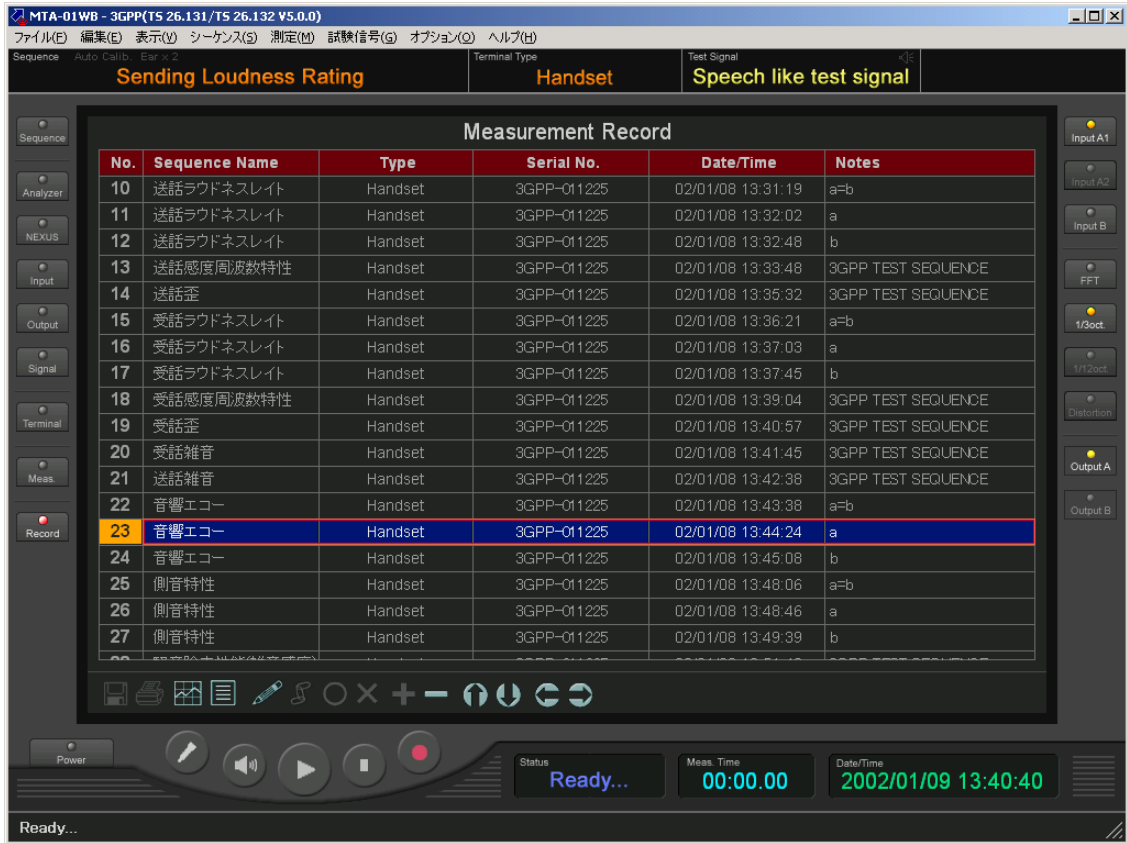 MTA-01WB - 3GPP(TS 26.131/TS 26.132 V5.0.0)
ファイル(F) 編集(E) 表示(V) シーケンス(S) 測定(M) 試験信号(G) オプション(O) ヘルプ(H)
Sequence Auto Calib. Ear x 2 Terminal Type Test Signal
Sending Loudness Rating Handset Speech like test signal
Measurement Record
No. Sequence Name Type Serial No. Date/Time Notes
10 送話ラウドネスレイト Handset 3GPP-011225 02/01/08 13:31:19 a=b
11 送話ラウドネスレイト Handset 3GPP-011225 02/01/08 13:32:02 a
12 送話ラウドネスレイト Handset 3GPP-011225 02/01/08 13:32:48 b
13 送話感度周波数特性 Handset 3GPP-011225 02/01/08 13:33:48 3GPP TEST SEQUENCE
14 送話歪 Handset 3GPP-011225 02/01/08 13:35:32 3GPP TEST SEQUENCE
15 受話ラウドネスレイト Handset 3GPP-011225 02/01/08 13:36:21 a=b
16 受話ラウドネスレイト Handset 3GPP-011225 02/01/08 13:37:03 a
17 受話ラウドネスレイト Handset 3GPP-011225 02/01/08 13:37:45 b
18 受話感度周波数特性 Handset 3GPP-011225 02/01/08 13:39:04 3GPP TEST SEQUENCE
19 受話歪 Handset 3GPP-011225 02/01/08 13:40:57 3GPP TEST SEQUENCE
20 受話雑音 Handset 3GPP-011225 02/01/08 13:41:45 3GPP TEST SEQUENCE
21 送話雑音 Handset 3GPP-011225 02/01/08 13:42:38 3GPP TEST SEQUENCE
22 音響エコー Handset 3GPP-011225 02/01/08 13:43:38 a=b
23 音響エコー Handset 3GPP-011225 02/01/08 13:44:24 a
24 音響エコー Handset 3GPP-011225 02/01/08 13:45:08 b
25 側音特性 Handset 3GPP-011225 02/01/08 13:48:06 a=b
26 側音特性 Handset 3GPP-011225 02/01/08 13:48:46 a
27 側音特性 Handset 3GPP-011225 02/01/08 13:49:39 b
Sequence
Analyzer
NEXUS
Input
Output
Signal
Terminal
Meas.
Record
Input A1
Input A2
Input B
FFT
1/3oct.
1/12oct.
Distortion
Output A
Output B
Power
Status Meas. Time Date/Time
Ready... 00:00.00 2002/01/09 13:40:40
Ready...